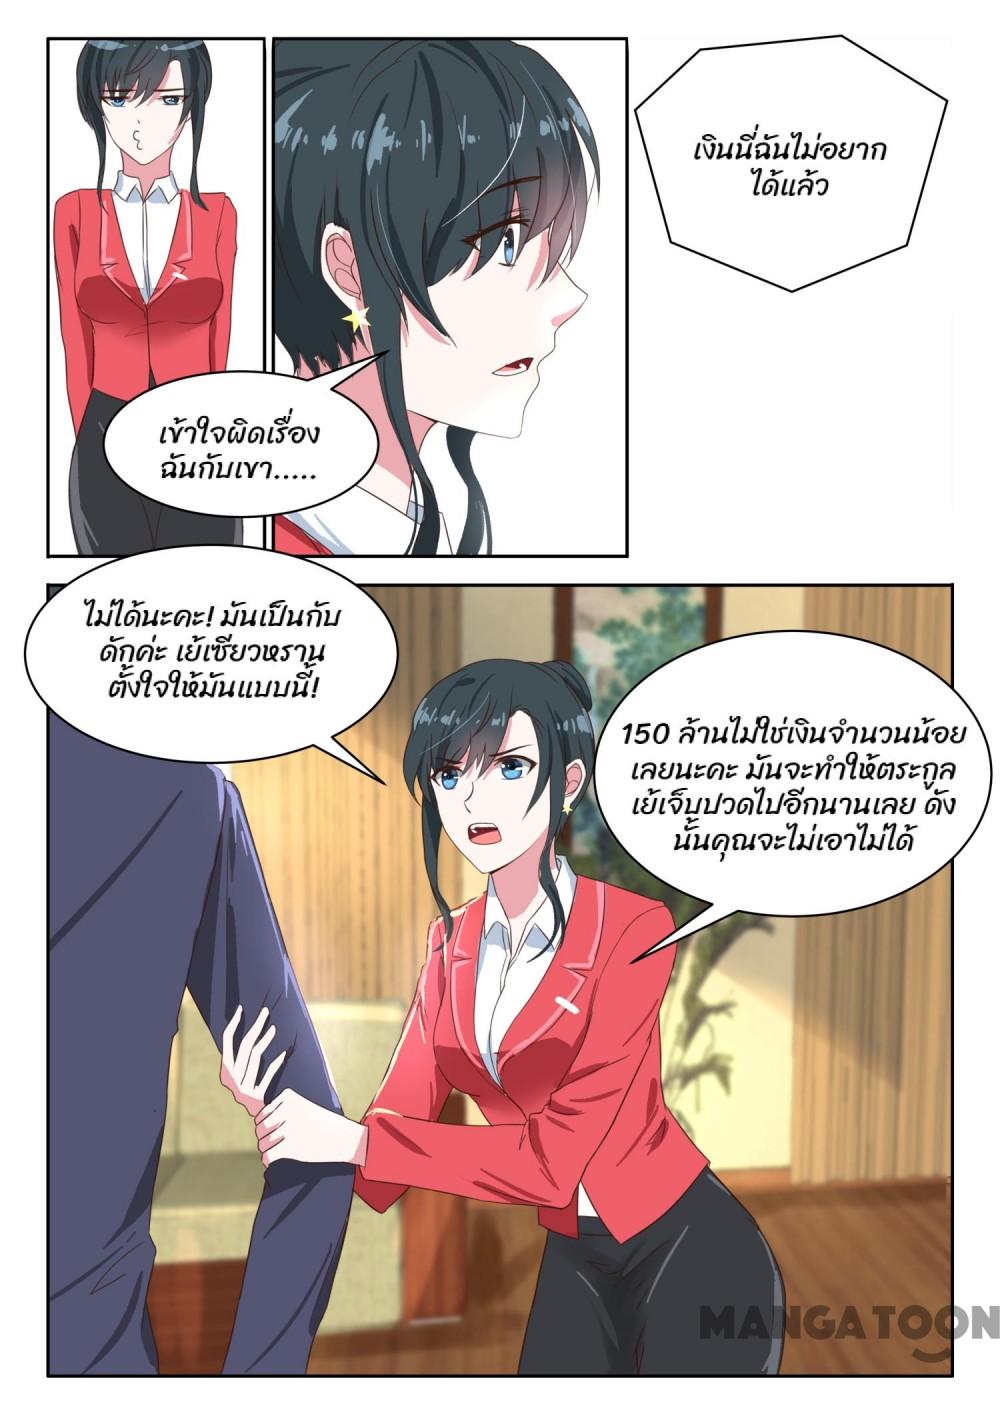 เงินนี่ฉันไม่อยาก
ได้แล้ว
เข้าใจผิดเรื่อง
ฉันกับเขา.....
ไม่ได้นะคะ! มันเป็นกับ
ดักค่ะ เย้เซียวหราน
ตั้งใจให้มันแบบนี้!
150 ล้านไม่ใช่เงินจำนวนน้อย
เลยนะคะ มันจะทำให้ตระกูล
เย้เจ็บปวดไปอีกนานเลย ดัง
นั้นคุณจะไม่เอาไม่ได้
MANGATOON